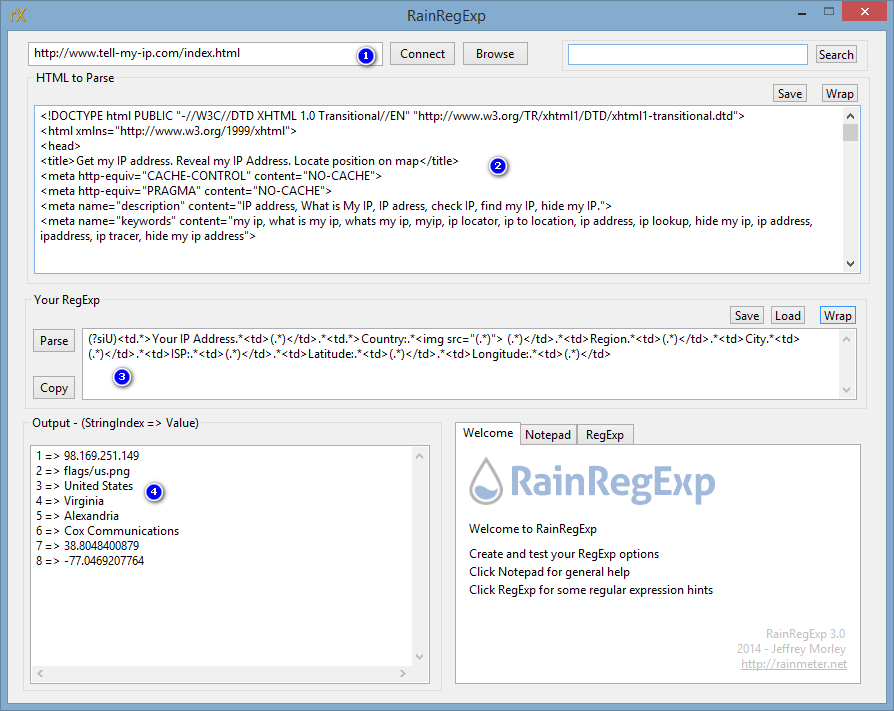 rX
RainRegExp
http://www.tell-my-ip.com/index.html
1
Connect
Browse
Search
HTML to Parse
Save
Wrap
<!DOCTYPE html PUBLIC "-//W3C//DTD XHTML 1.0 Transitional//EN" "http://www.w3.org/TR/xhtml1/DTD/xhtml1-transitional.dtd">
<html xmlns="http://www.w3.org/1999/xhtml">
<head>
<title>Get my IP address. Reveal my IP Address. Locate position on map</title>
2
<meta http-equiv="CACHE-CONTROL" content="NO-CACHE">
<meta http-equiv="PRAGMA" content="NO-CACHE">
<meta name="description" content="IP address, What is My IP, IP adress, check IP, find my IP, hide my IP.">
<meta name="keywords" content="my ip, what is my ip, whats my ip, myip, ip locator, ip to location, ip address, ip lookup, hide my ip, ip address,
ipaddress, ip tracer, hide my ip address">
Your RegExp
Save
Load
Wrap
Parse
(?siU)<td.*>Your IP Address.*<td>(.*)</td>.*<td.*>Country:.*<img src="(.*)"> (.*)</td>.*<td>Region.*<td>(.*)</td>.*<td>City.*<td>
(.*)</td>.*<td>ISP:.*<td>(.*)</td>.*<td>Latitude:.*<td>(.*)</td>.*<td>Longitude:.*<td>(.*)</td>
3
Copy
Output - (StringIndex => Value)
1 => 98.169.251.149
2 => flags/us.png
3 => United States
4
4 => Virginia
5 => Alexandria
6 => Cox Communications
7 => 38.8048400879
8 => -77.0469207764
Welcome
Notepad
RegExp
RainRegExp
Welcome to RainRegExp
Create and test your RegExp options
Click Notepad for general help
Click RegExp for some regular expression hints
RainRegExp 3.0
2014 - Jeffrey Morley
http://rainmeter.net